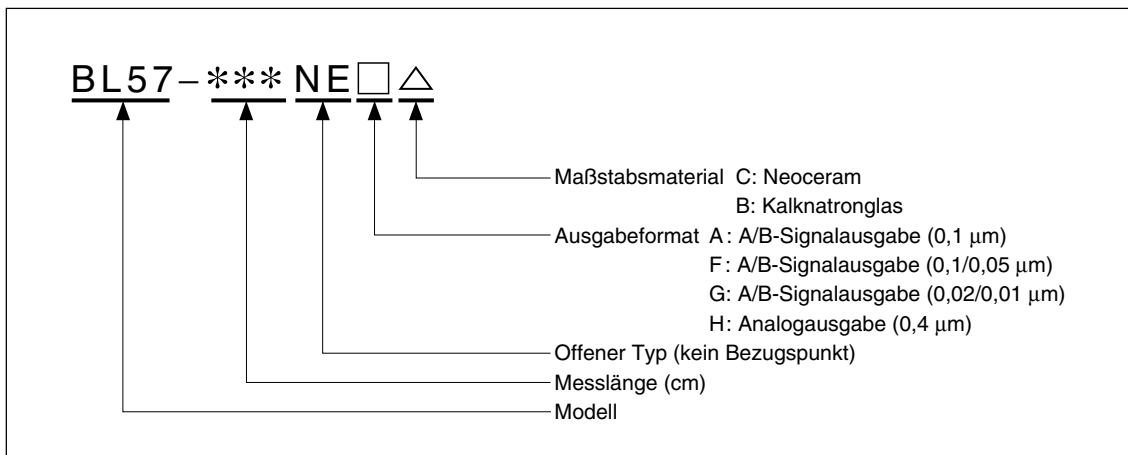 BL57–***NE□△
Maßstabsmaterial C: Neoceram
B: Kalknatronglas
Ausgabeformat A: A/B-Signalausgabe (0,1 µm)
F: A/B-Signalausgabe (0,1/0,05 µm)
G: A/B-Signalausgabe (0,02/0,01 µm)
H: Analogausgabe (0,4 µm)
Offener Typ (kein Bezugspunkt)
Messlänge (cm)
Modell